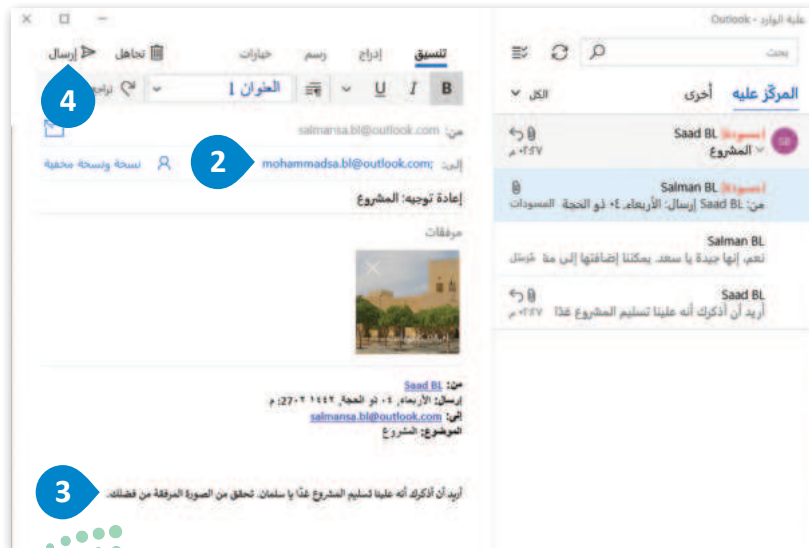 علبة الوارد - Outlook
بحث
المركّز عليه أخرى الكل
SB
[مسودة] Saad BL
المشروع
٠٢:٢٧ م
[مسودة] Salman BL
من: Saad BL إرسال: الأربعاء, ٠٤ ذو الحجة المسودات
Salman BL
نعم، إنها جيدة يا سعد. يمكننا إضافتها إلى مـ
Saad BL
أريد أن أذكرك أنه علينا تسليم المشروع غدًا ٠٢:٢٧ م
تنسيق إدراج رسم خيارات تجاهل إرسال
B I U العنوان 1
4
من: salmansa.bl@outlook.com
إلى: mohammadsa.bl@outlook.com; نسخة ونسخة مخفية
2
إعادة توجيه: المشروع
مرفقات
من: Saad BL
إرسال: الأربعاء, ٠٤ ذو الحجة, ١٤٤٢ ٠٢:27 م
إلى: salmansa.bl@outlook.com
الموضوع: المشروع
أريد أن أذكرك أنه علينا تسليم المشروع غدًا يا سلمان. تحقق من الصورة المرفقة من فضلك.
3